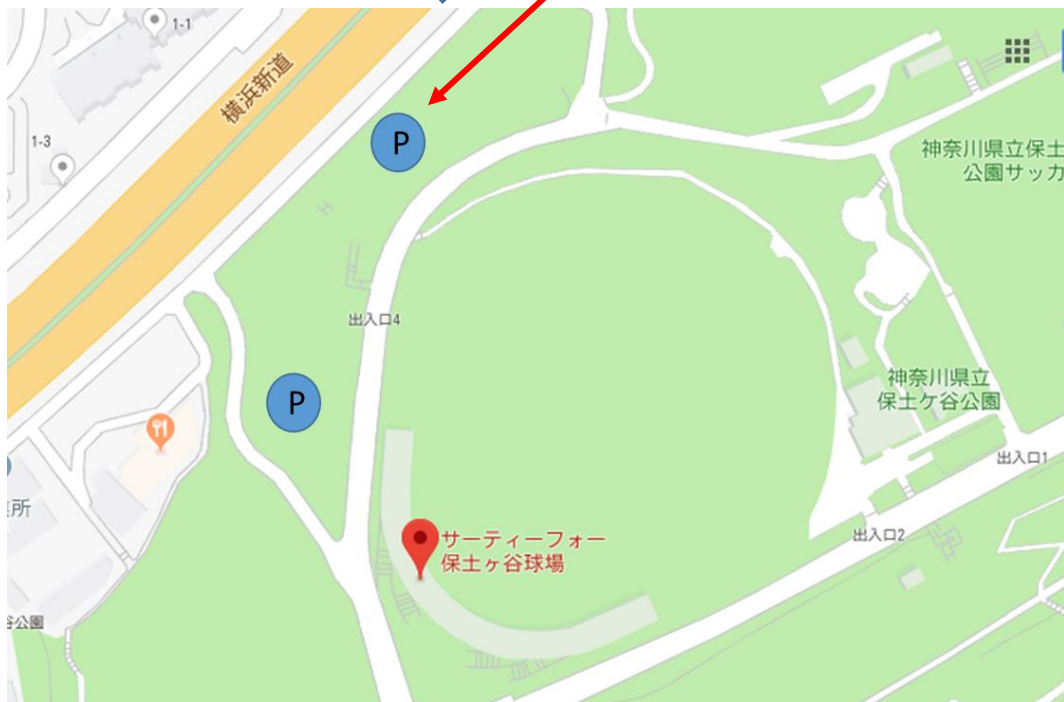 1-1
横浜新道
1-3
P
神奈川県立保土
公園サッカ
出入口4
P
神奈川県立
保土ケ谷公園
出入口1
所
サーティーフォー
保土ヶ谷球場
出入口2
谷公園